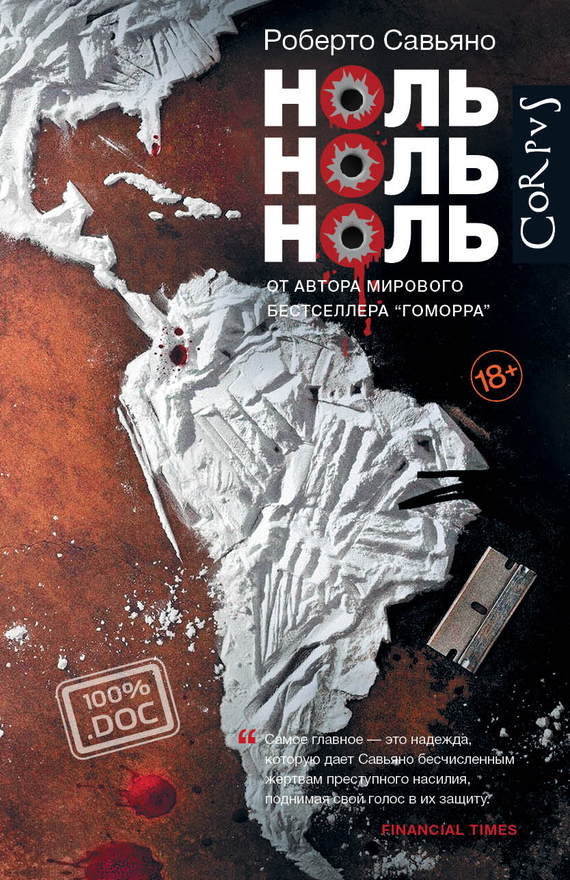 Роберто Савьяно
НОЛЬ
НОЛЬ
НОЛЬ
CORPVS
ОТ АВТОРА МИРОВОГО
БЕСТСЕЛЛЕРА “ГОМОРРА”
18+
100%
.DOC
“ Самое главное — это надежда,
которую дает Савьяно бесчисленным
жертвам преступного насилия,
поднимая свой голос в их защиту.
FINANCIAL TIMES